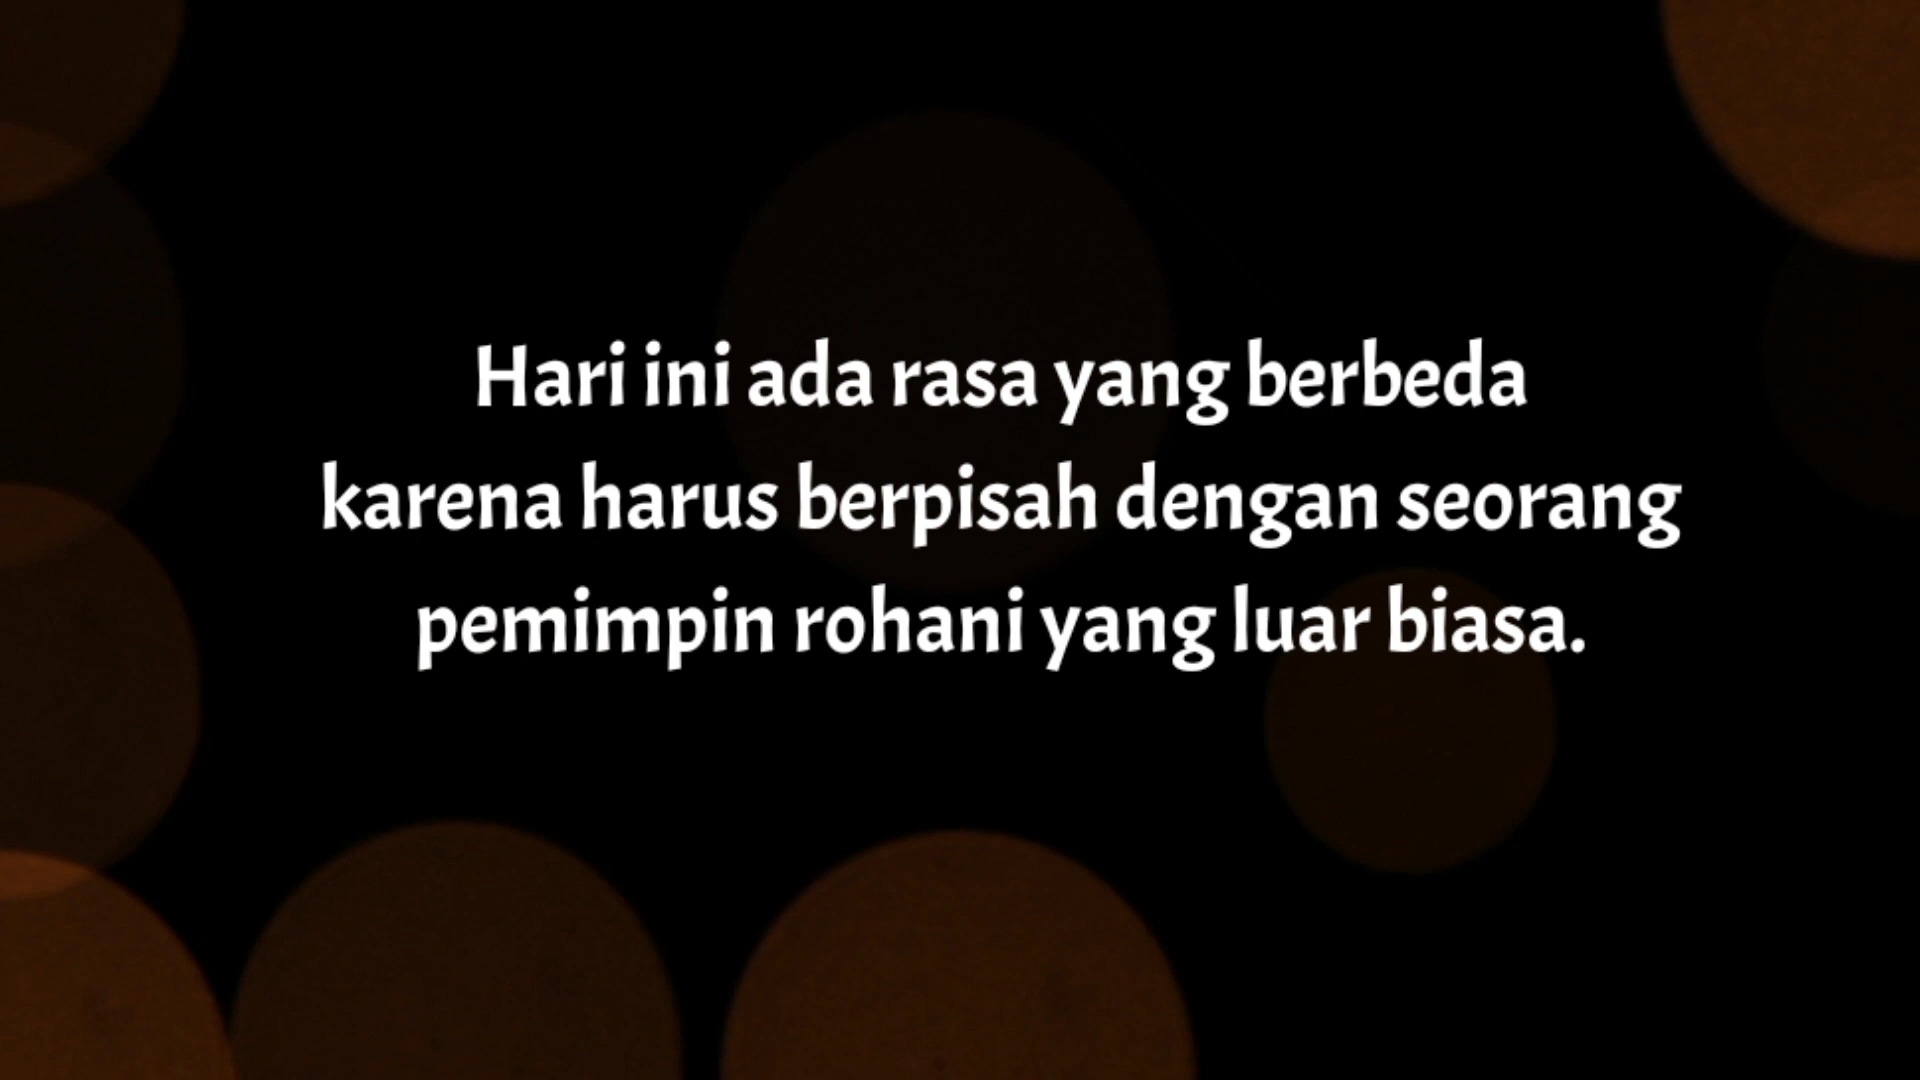 Hari ini ada rasa yang berbeda
karena harus berpisah dengan seorang
pemimpin rohani yang luar biasa.